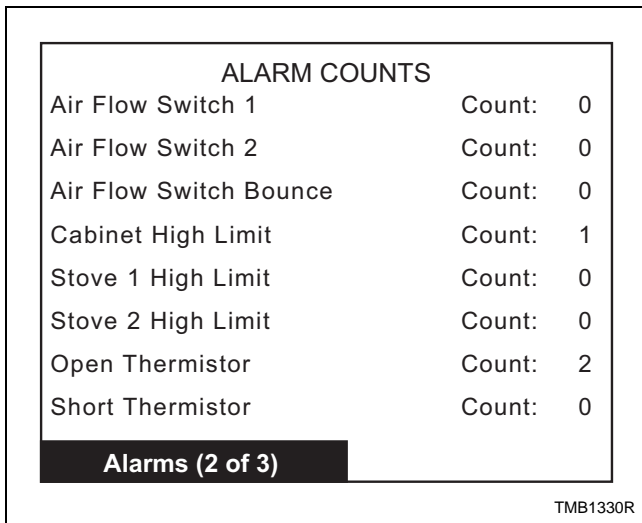 ALARM COUNTS
Air Flow Switch 1 Count: 0
Air Flow Switch 2 Count: 0
Air Flow Switch Bounce Count: 0
Cabinet High Limit Count: 1
Stove 1 High Limit Count: 0
Stove 2 High Limit Count: 0
Open Thermistor Count: 2
Short Thermistor Count: 0
Alarms (2 of 3)
TMB1330R